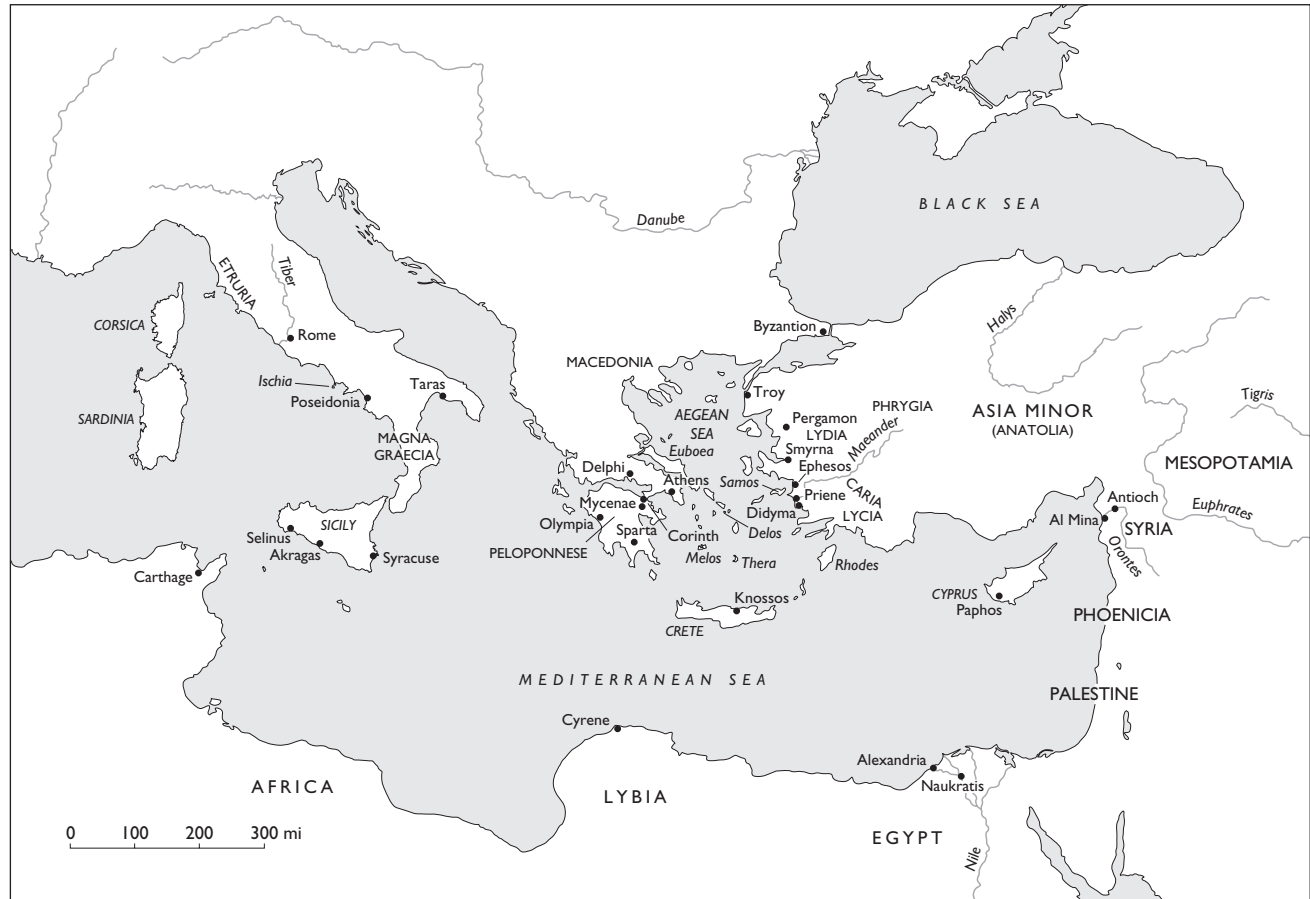 BLACK SEA
Danube
ETRURIA
Tiber
CORSICA
Rome
Byzantion
Halys
MACEDONIA
Ischia
Poseidonia
Taras
Troy
SARDINIA
AEGEAN
SEA
PHRYGIA
ASIA MINOR
(ANATOLIA)
Tigris
Pergamon
LYDIA
Maeander
MAGNA
GRAECIA
Euboea
Smyrna
Ephesos
MESOPOTAMIA
Delphi
Athens
Samos
CARIA
Priene
Antioch
Mycenae
Didyma
LYCIA
Al Mina
Euphrates
SICILY
Olympia
Selinus
Sparta
Corinth
Delos
SYRIA
Akragas
Syracuse
PELOPONNESE
Melos
Thera
Rhodes
Orontes
Carthage
CYPRUS
Paphos
Knossos
CRETE
PHOENICIA
MEDITERRANEAN SEA
PALESTINE
Cyrene
Alexandria
Naukratis
AFRICA
LYBIA
EGYPT
Nile
0 100 200 300 mi